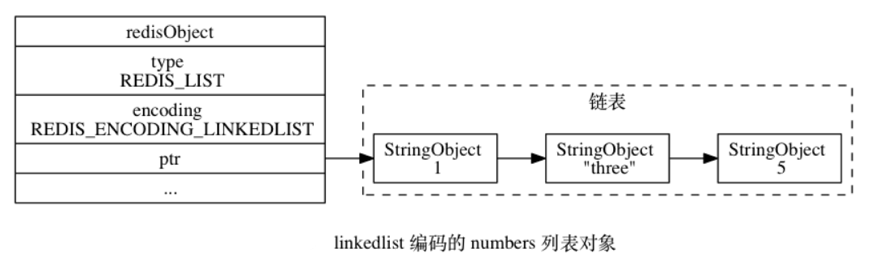 redisObject
type
REDIS_LIST
encoding
REDIS_ENCODING_LINKEDLIST
ptr
...
链表
StringObject
1
StringObject
"three"
StringObject
5
linkedlist 编码的 numbers 列表对象